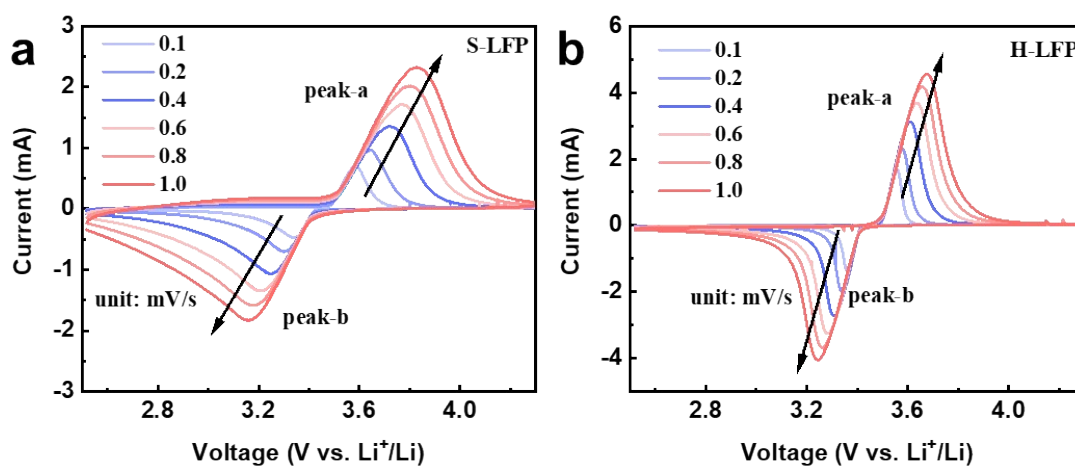 a
S-LFP
0.1
0.2
0.4
0.6
0.8
1.0
peak-a
peak-b
unit: mV/s
3
2
1
0
-1
-2
-3
2.8
3.2
3.6
4.0
Current (mA)
Voltage (V vs. Li⁺/Li)
b
H-LFP
0.1
0.2
0.4
0.6
0.8
1.0
peak-a
unit: mV/s
peak-b
6
4
2
0
-2
-4
2.8
3.2
3.6
4.0
Current (mA)
Voltage (V vs. Li⁺/Li)